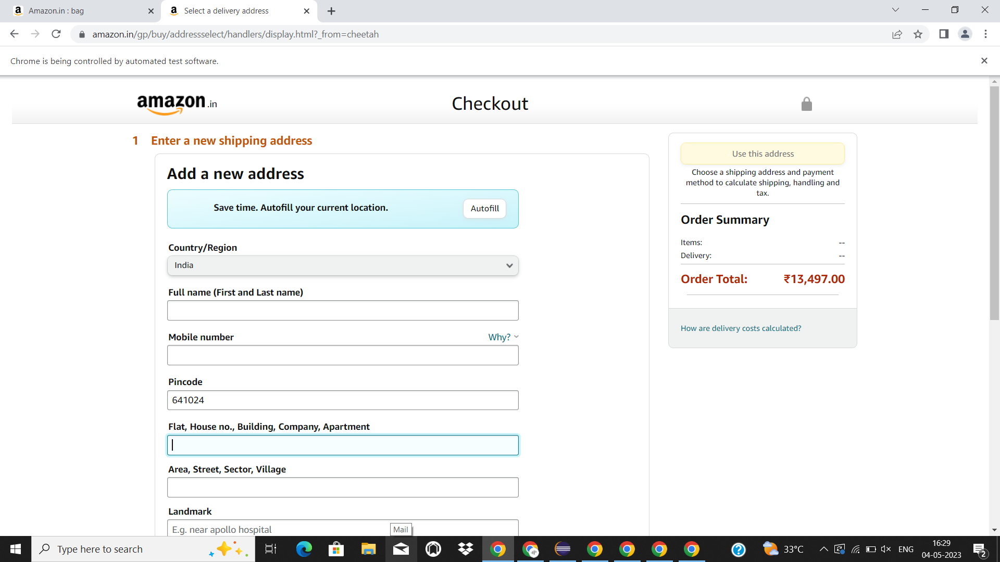 Amazon.in : bag
Select a delivery address
amazon.in/gp/buy/addressselect/handlers/display.html?_from=cheetah
Chrome is being controlled by automated test software.
amazon.in
Checkout
1 Enter a new shipping address
Add a new address
Save time. Autofill your current location.
Autofill
Country/Region
India
Full name (First and Last name)
Mobile number
Why?
Pincode
641024
Flat, House no., Building, Company, Apartment
Area, Street, Sector, Village
Landmark
E.g. near apollo hospital
Use this address
Choose a shipping address and payment
method to calculate shipping, handling and
tax.
Order Summary
Items: --
Delivery: --
Order Total: ₹13,497.00
How are delivery costs calculated?
Mail
Type here to search
33°C
ENG
16:29
04-05-2023
2